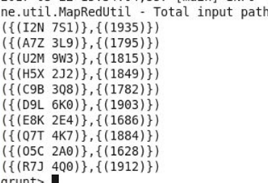 ne.util.MapRedUtil - Total input path
({(I2N 7S1)},{(1935)})
({(A7Z 3L9)},{(1795)})
({(U2M 9W3)},{(1815)})
({(H5X 2J2)},{(1849)})
({(C9B 3Q8)},{(1782)})
({(D9L 6K0)},{(1903)})
({(E8K 2E4)},{(1686)})
({(Q7T 4K7)},{(1884)})
({(O5C 2A0)},{(1628)})
({(R7J 4Q0)},{(1912)})
grunt>